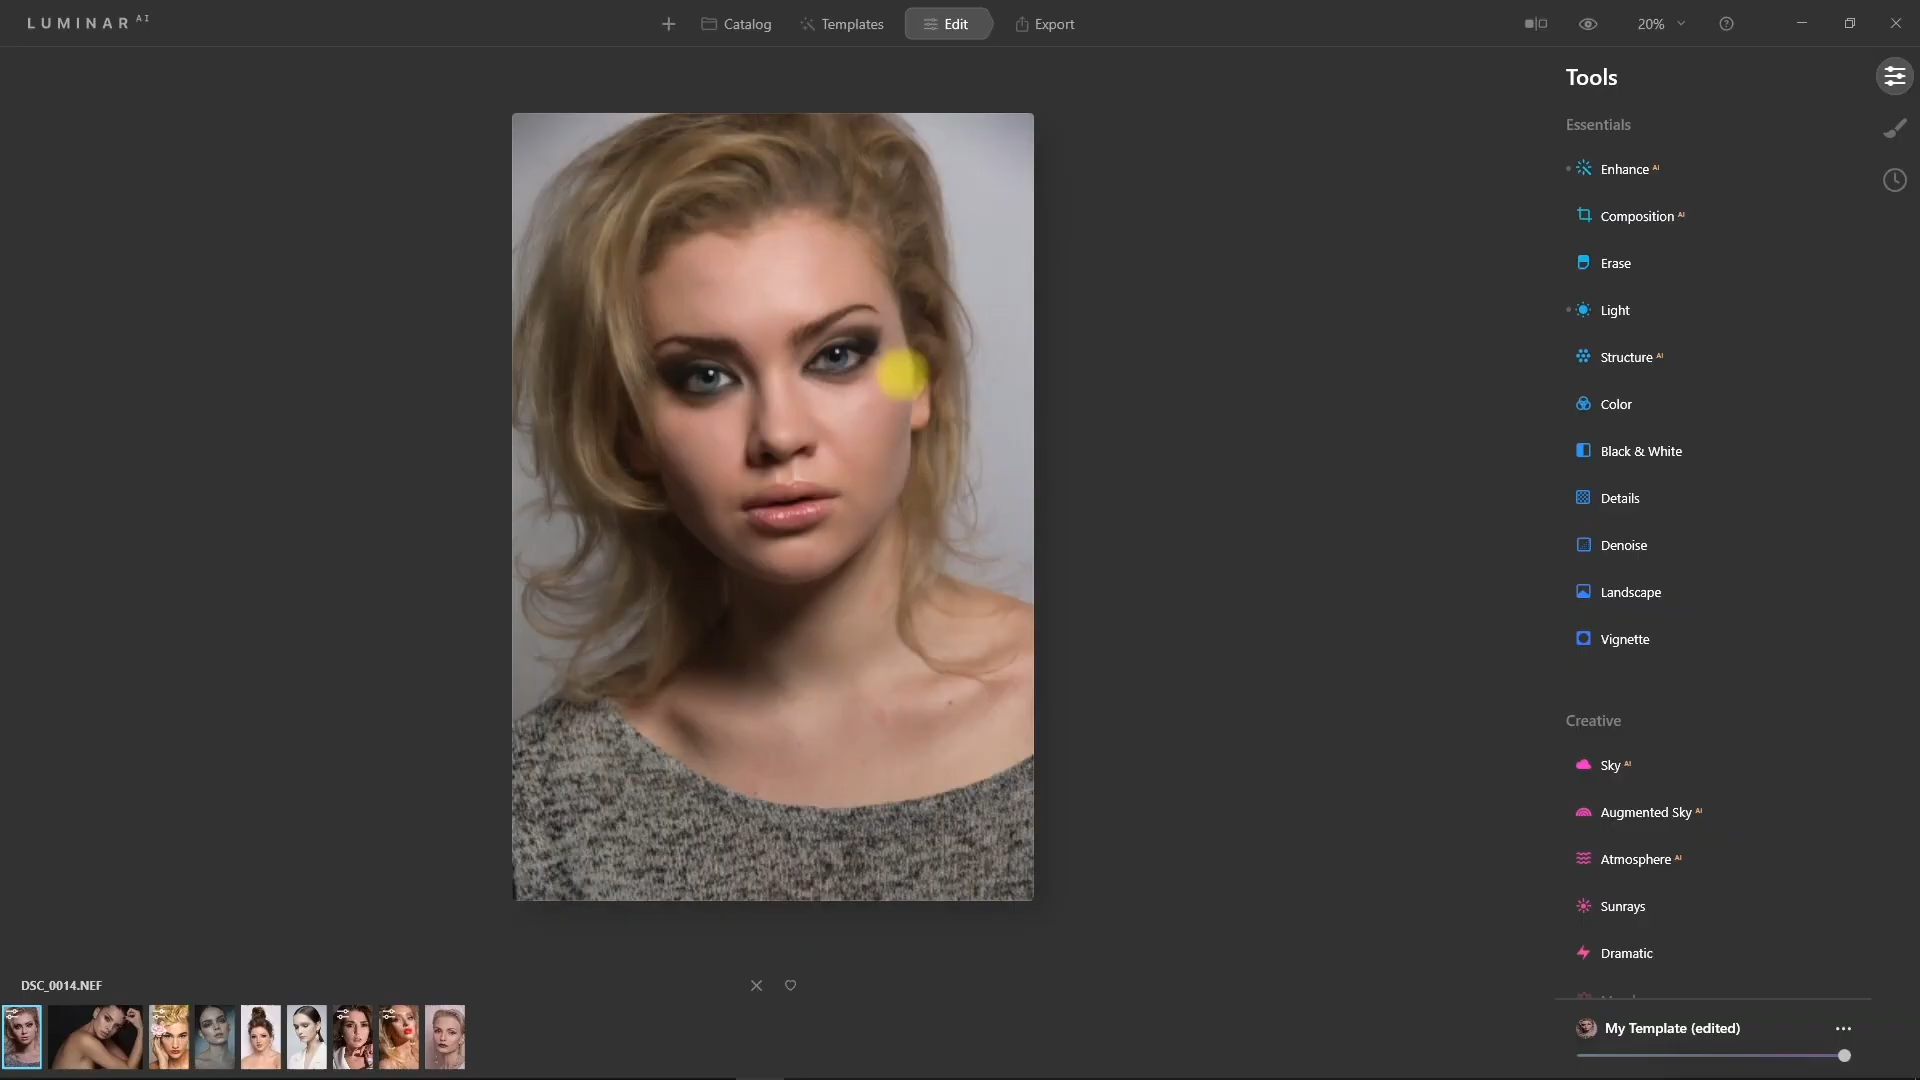 LUMINAR AI
Catalog
Templates
Edit
Export
20%
Tools
Essentials
Enhance AI
Composition AI
Erase
Light
Structure AI
Color
Black & White
Details
Denoise
Landscape
Vignette
Creative
Sky AI
Augmented Sky AI
Atmosphere AI
Sunrays
Dramatic
DSC_0014.NEF
My Template (edited)